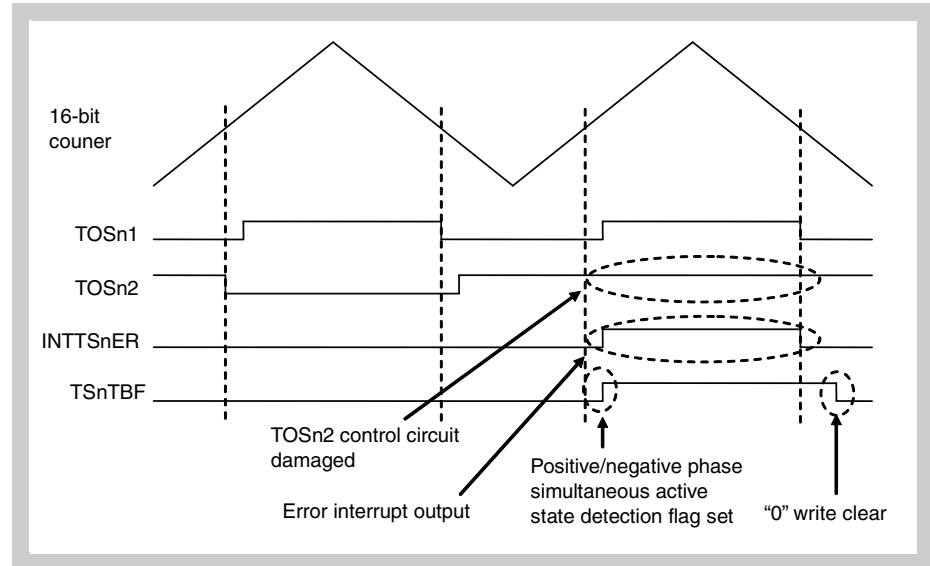 16-bit
couner
TOSn1
TOSn2
INTTSnER
TSnTBF
TOSn2 control circuit
damaged
Error interrupt output
Positive/negative phase
simultaneous active
state detection flag set
“0” write clear